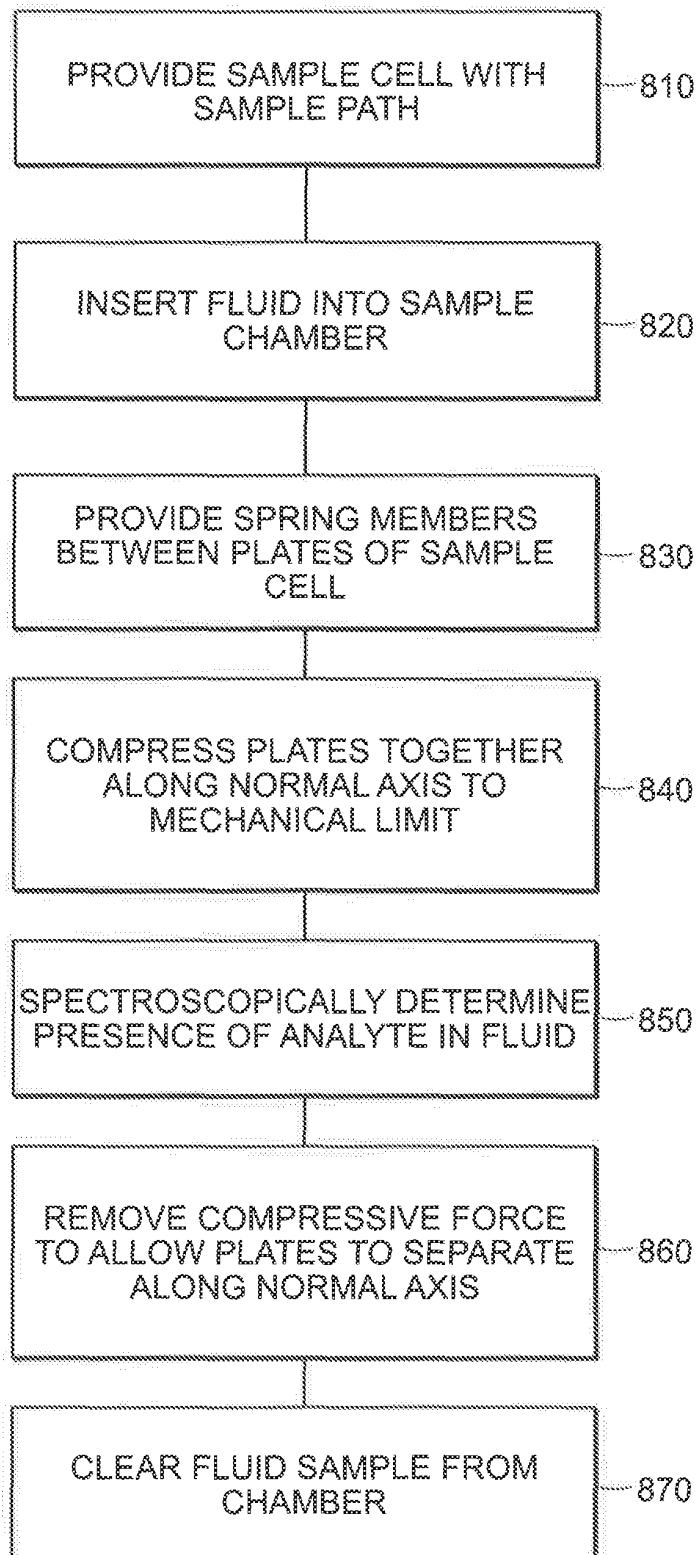 PROVIDE SAMPLE CELL WITH
SAMPLE PATH
810
INSERT FLUID INTO SAMPLE
CHAMBER
820
PROVIDE SPRING MEMBERS
BETWEEN PLATES OF SAMPLE
CELL
830
COMPRESS PLATES TOGETHER
ALONG NORMAL AXIS TO
MECHANICAL LIMIT
840
SPECTROSCOPICALLY DETERMINE
PRESENCE OF ANALYTE IN FLUID
850
REMOVE COMPRESSIVE FORCE
TO ALLOW PLATES TO SEPARATE
ALONG NORMAL AXIS
860
CLEAR FLUID SAMPLE FROM
CHAMBER
870